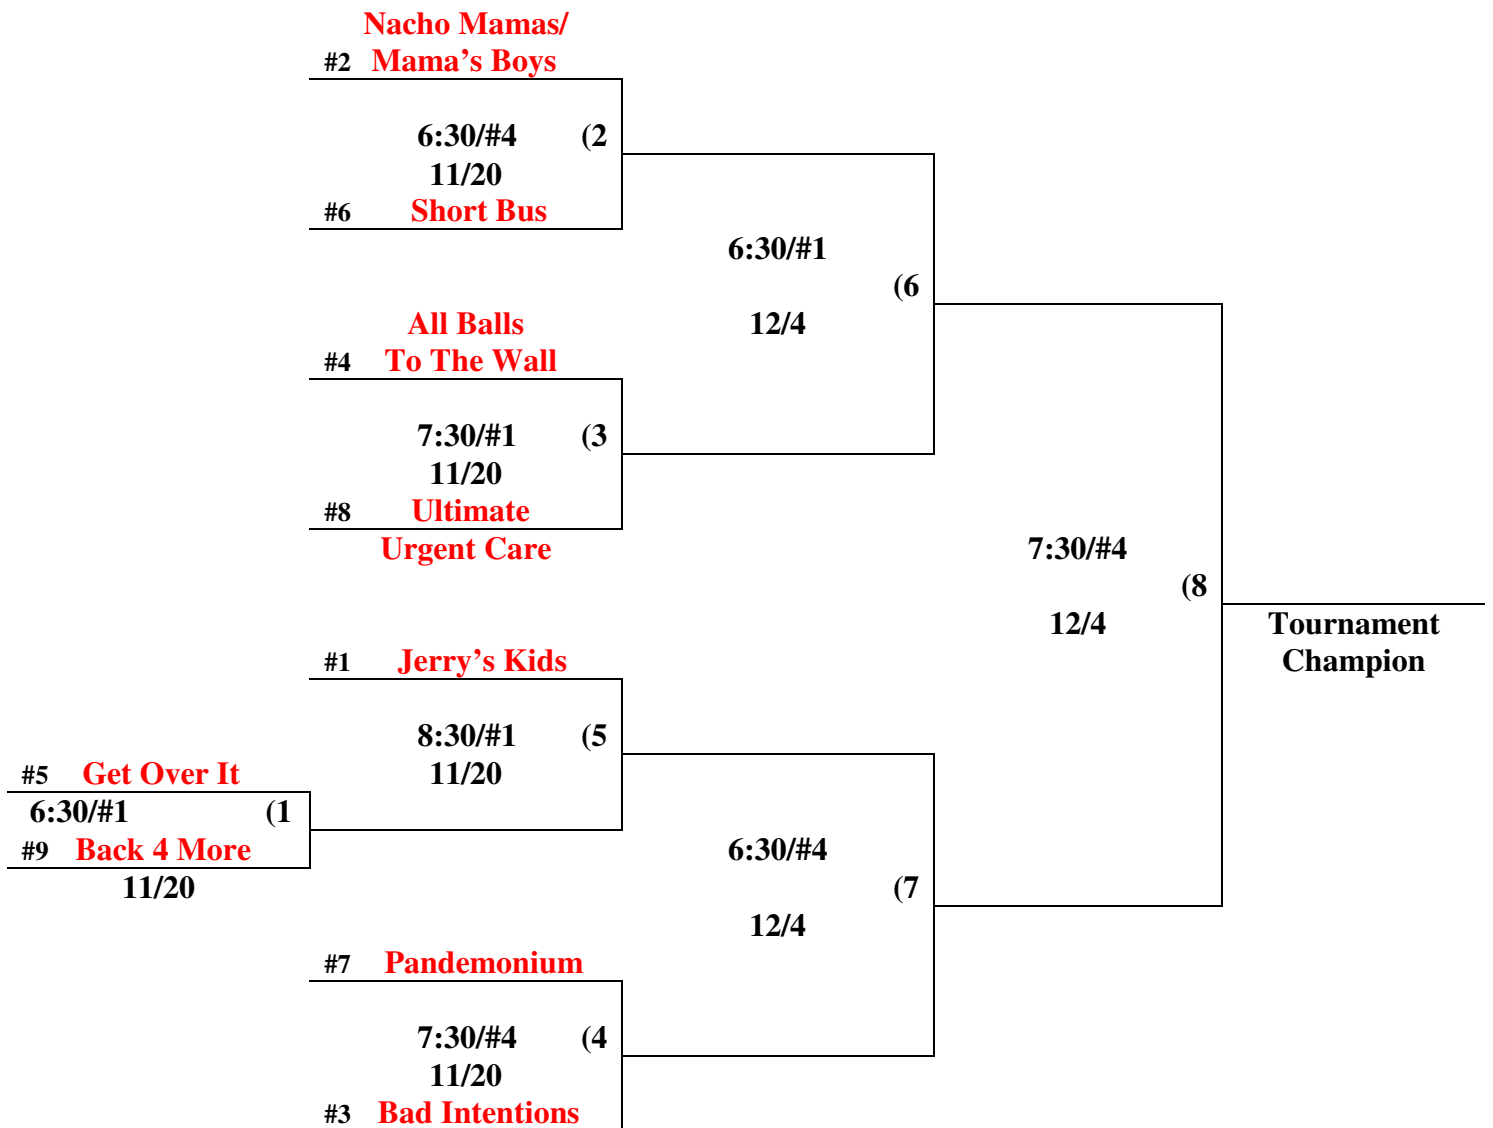 Nacho Mamas/
#2 Mama’s Boys
6:30/#4 (2
11/20
#6 Short Bus
6:30/#1
(6
12/4
All Balls
#4 To The Wall
7:30/#1 (3
11/20
#8 Ultimate
Urgent Care
7:30/#4
(8
12/4
Tournament
Champion
#1 Jerry’s Kids
8:30/#1 (5
11/20
#5 Get Over It
6:30/#1 (1
#9 Back 4 More
11/20
6:30/#4
(7
12/4
#7 Pandemonium
7:30/#4 (4
11/20
#3 Bad Intentions